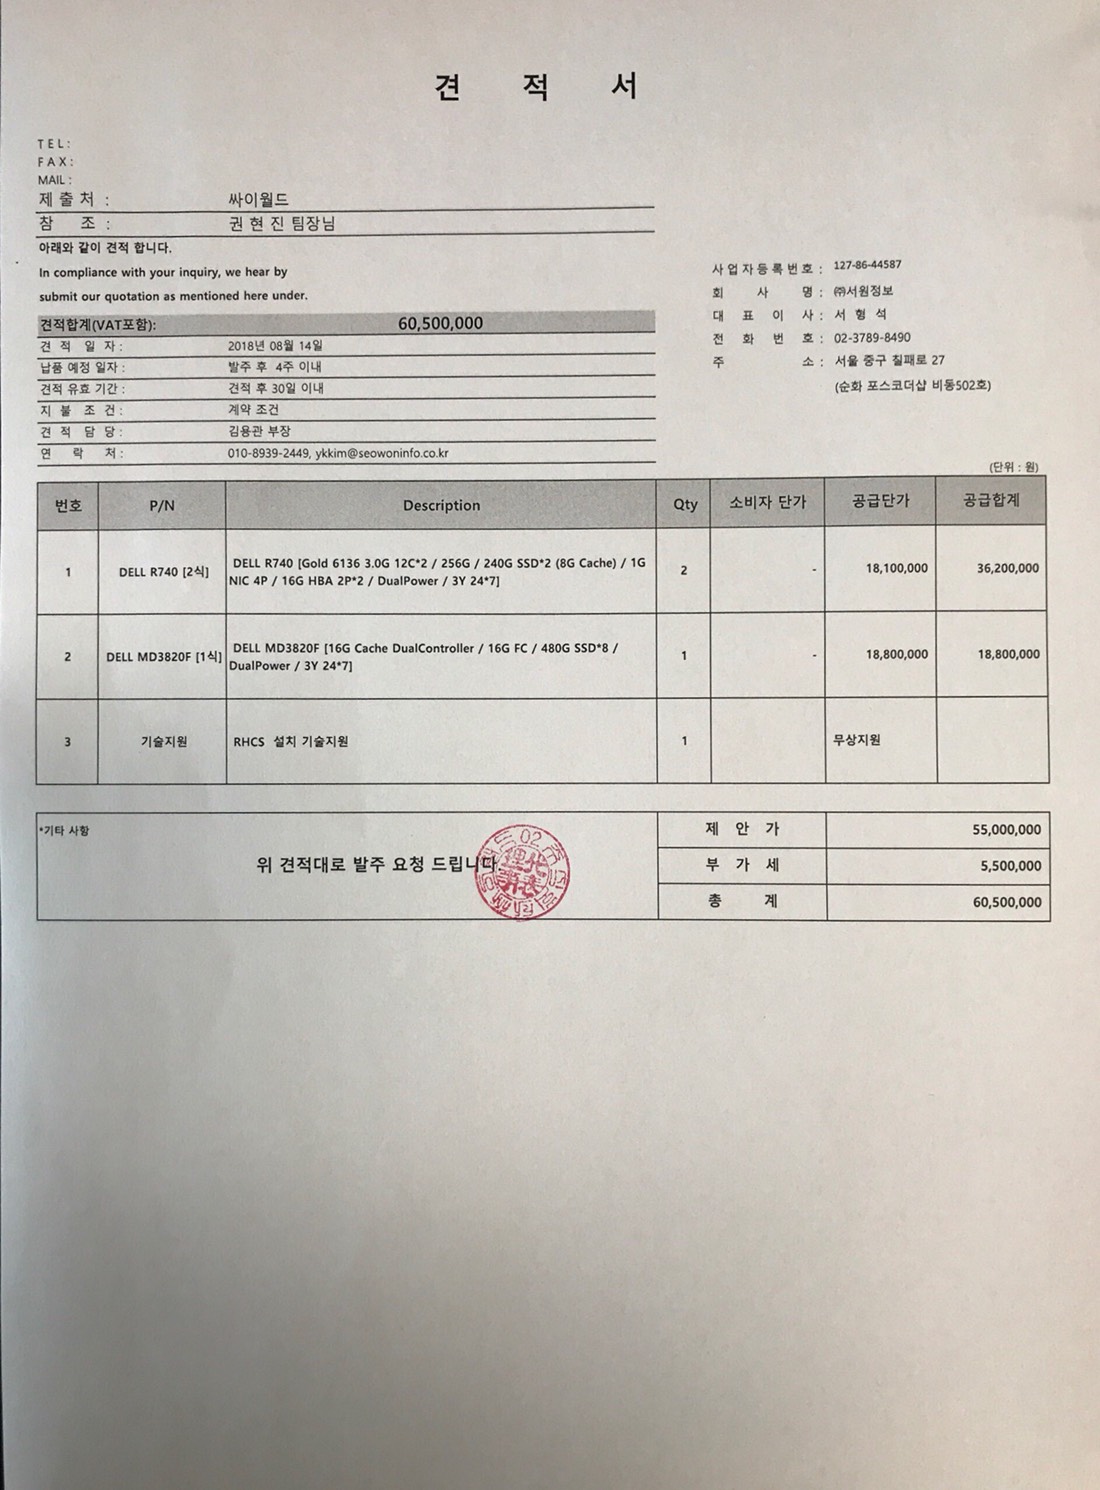 견 적 서
TEL:
FAX:
MAIL:
제 출 처 : 싸이월드
참 조 : 권 현 진 팀장님
아래와 같이 견적 합니다.
In compliance with your inquiry, we hear by
submit our quotation as mentioned here under.
견적합계(VAT포함): 60,500,000
견 적 일 자 : 2018년 08월 14일
납품 예정 일자 : 발주 후 4주 이내
견적 유효 기간 : 견적 후 30일 이내
지 불 조 건 : 계약 조건
견 적 담 당 : 김용관 부장
연 락 처 : 010-8939-2449, ykkim@seowoninfo.co.kr
사업자등록번호 : 127-86-44587
회 사 명 : ㈜서원정보
대 표 이 사 : 서 형 석
전 화 번 호 : 02-3789-8490
주 소 : 서울 중구 칠패로 27
(순화 포스코더샵 비동502호)
(단위 : 원)
번호 P/N Description Qty 소비자 단가 공급단가 공급합계
1 DELL R740 [2식] DELL R740 [Gold 6136 3.0G 12C*2 / 256G / 240G SSD*2 (8G Cache) / 1G NIC 4P / 16G HBA 2P*2 / DualPower / 3Y 24*7] 2 - 18,100,000 36,200,000
2 DELL MD3820F [1식] DELL MD3820F [16G Cache DualController / 16G FC / 480G SSD*8 / DualPower / 3Y 24*7] 1 - 18,800,000 18,800,000
3 기술지원 RHCS 설치 기술지원 1 무상지원
*기타 사항
위 견적대로 발주 요청 드립니다.
제 안 가 55,000,000
부 가 세 5,500,000
총 계 60,500,000